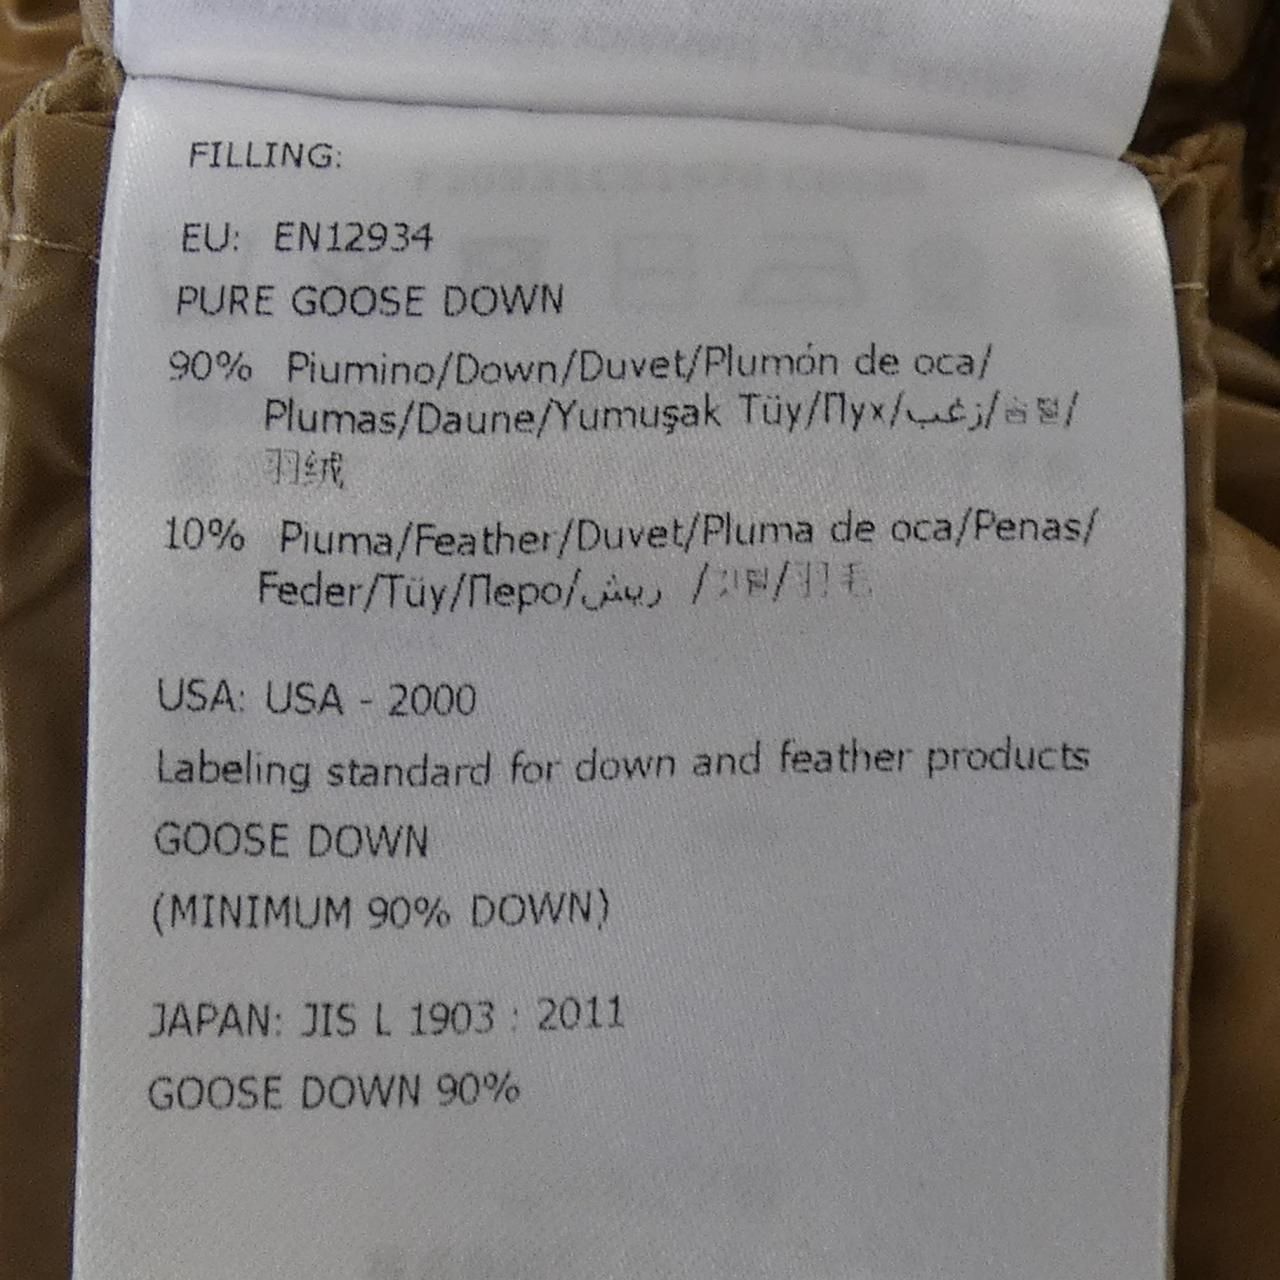 FILLING:
EU: EN12934
PURE GOOSE DOWN
90% Piumino/Down/Duvet/Plumón de oca/
Plumas/Daune/Yumuşak Tüy/Пух/زغب/솜털/
羽绒
10% Piuma/Feather/Duvet/Pluma de oca/Penas/
Feder/Tüy/Перо/ريش /깃털/羽毛
USA: USA - 2000
Labeling standard for down and feather products
GOOSE DOWN
(MINIMUM 90% DOWN)
JAPAN: JIS L 1903 : 2011
GOOSE DOWN 90%